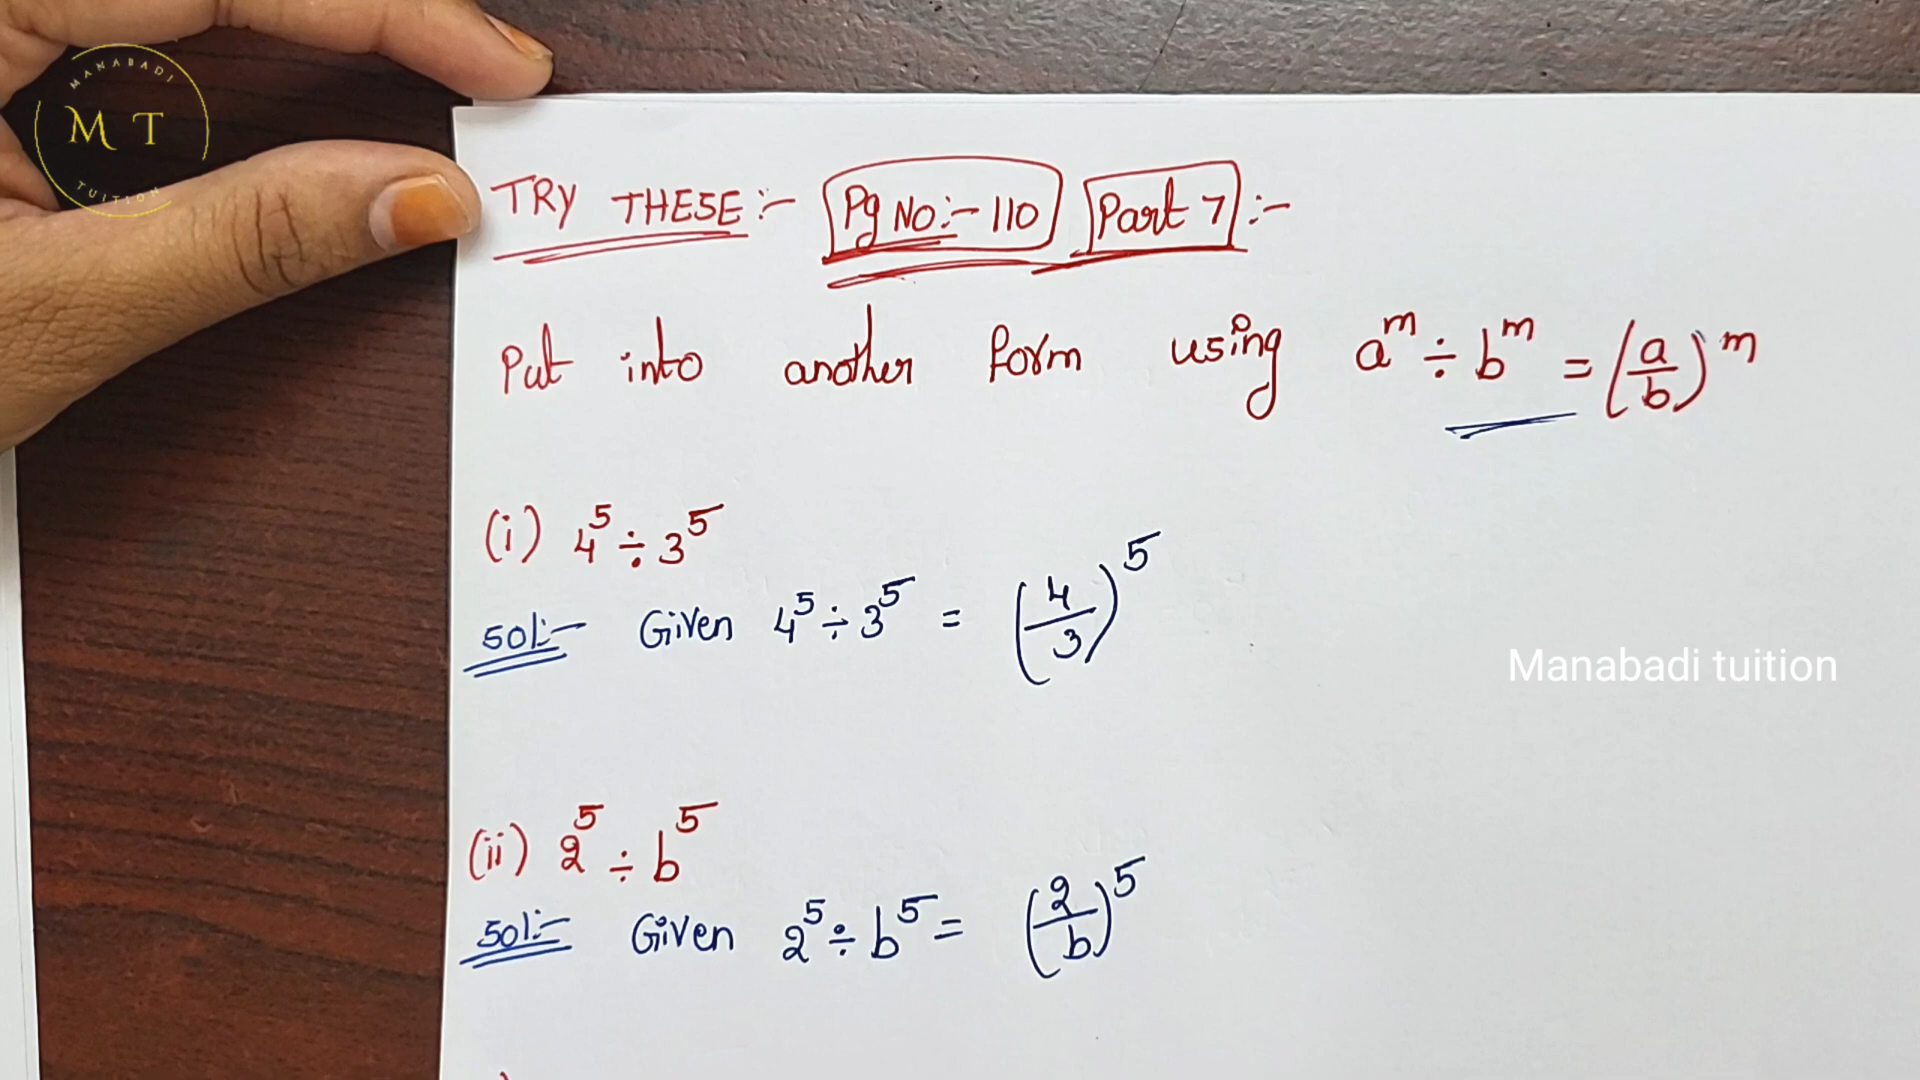 MANABADI
M T
TUITION
TRY THESE:- Pg No:- 110 Part 7 :-
Put into another form using a^m ÷ b^m = (a/b)^m
(i) 4^5 ÷ 3^5
Sol:- Given 4^5 ÷ 3^5 = (4/3)^5
Manabadi tuition
(ii) 2^5 ÷ b^5
Sol:- Given 2^5 ÷ b^5 = (2/b)^5